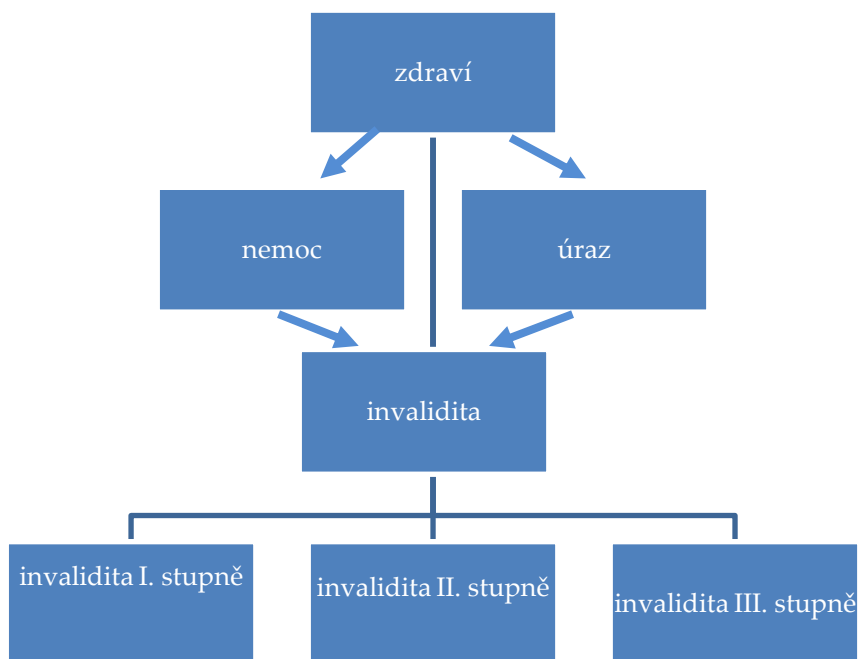 zdraví
nemoc
úraz
invalidita
invalidita I. stupně
invalidita II. stupně
invalidita III. stupně